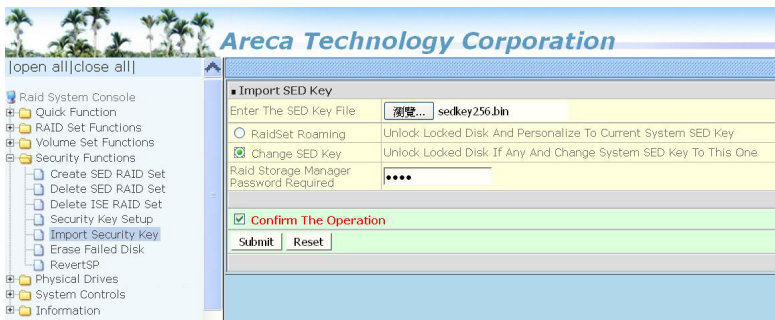 Areca Technology Corporation
|open all|close all|
Raid System Console
Quick Function
RAID Set Functions
Volume Set Functions
Security Functions
Create SED RAID Set
Delete SED RAID Set
Delete ISE RAID Set
Security Key Setup
Import Security Key
Erase Failed Disk
RevertSP
Physical Drives
System Controls
Information
Import SED Key
Enter The SED Key File 瀏覽... sedkey256.bin
RaidSet Roaming Unlock Locked Disk And Personalize To Current System SED Key
Change SED Key Unlock Locked Disk If Any And Change System SED Key To This One
Raid Storage Manager
Password Required ••••
Confirm The Operation
Submit Reset